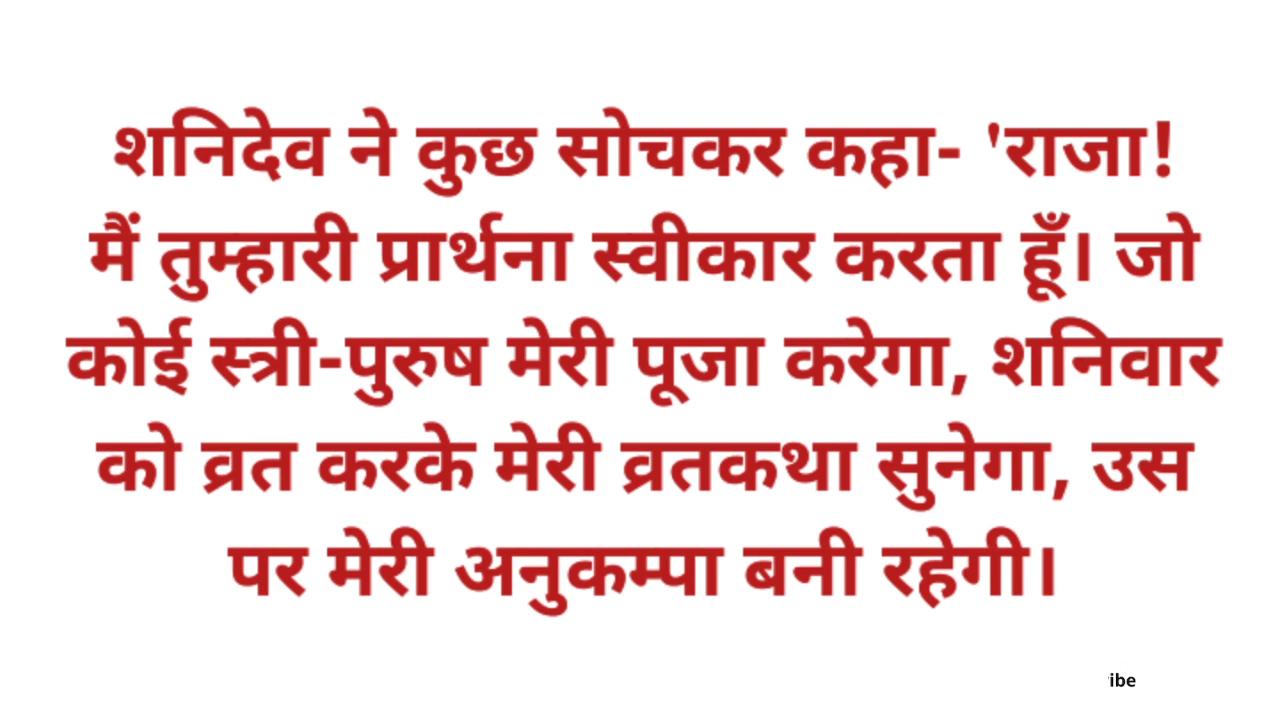 शनिदेव ने कुछ सोचकर कहा- 'राजा!
मैं तुम्हारी प्रार्थना स्वीकार करता हूँ। जो
कोई स्त्री-पुरुष मेरी पूजा करेगा, शनिवार
को व्रत करके मेरी व्रतकथा सुनेगा, उस
पर मेरी अनुकम्पा बनी रहेगी।
ibe